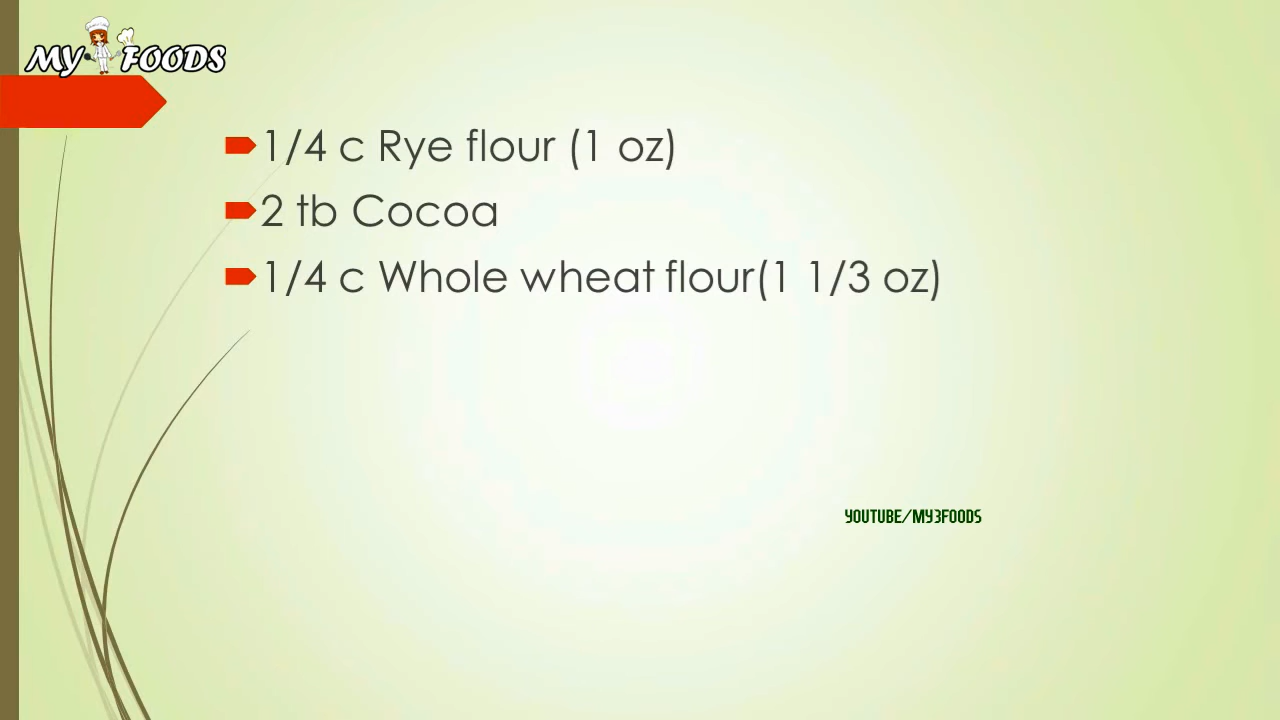 MY FOODS
1/4 c Rye flour (1 oz)
2 tb Cocoa
1/4 c Whole wheat flour(1 1/3 oz)
YOUTUBE/MY3FOODS